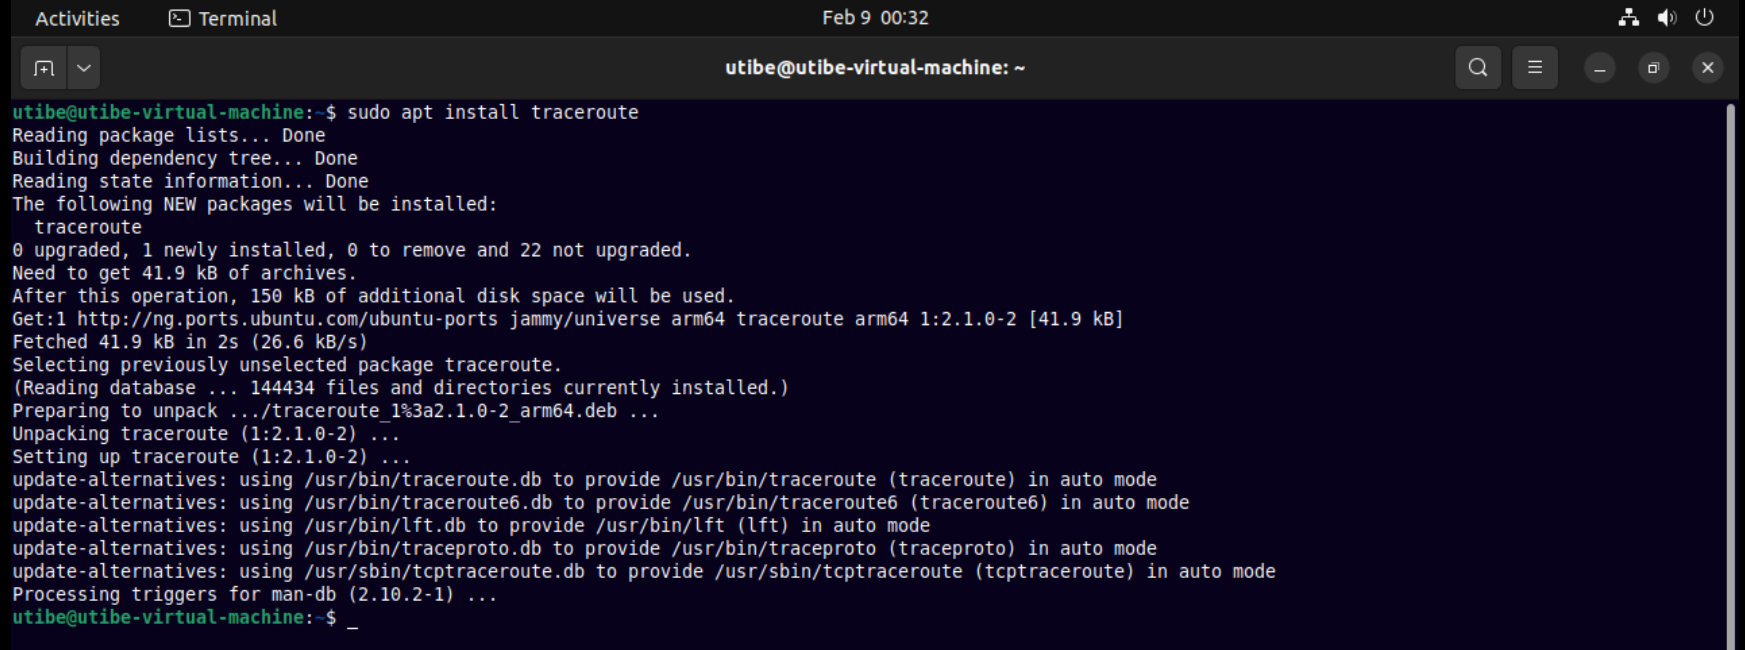 Activities Terminal Feb 9 00:32
utibe@utibe-virtual-machine: ~
utibe@utibe-virtual-machine:~$ sudo apt install traceroute
Reading package lists... Done
Building dependency tree... Done
Reading state information... Done
The following NEW packages will be installed:
  traceroute
0 upgraded, 1 newly installed, 0 to remove and 22 not upgraded.
Need to get 41.9 kB of archives.
After this operation, 150 kB of additional disk space will be used.
Get:1 http://ng.ports.ubuntu.com/ubuntu-ports jammy/universe arm64 traceroute arm64 1:2.1.0-2 [41.9 kB]
Fetched 41.9 kB in 2s (26.6 kB/s)
Selecting previously unselected package traceroute.
(Reading database ... 144434 files and directories currently installed.)
Preparing to unpack .../traceroute_1%3a2.1.0-2_arm64.deb ...
Unpacking traceroute (1:2.1.0-2) ...
Setting up traceroute (1:2.1.0-2) ...
update-alternatives: using /usr/bin/traceroute.db to provide /usr/bin/traceroute (traceroute) in auto mode
update-alternatives: using /usr/bin/traceroute6.db to provide /usr/bin/traceroute6 (traceroute6) in auto mode
update-alternatives: using /usr/bin/lft.db to provide /usr/bin/lft (lft) in auto mode
update-alternatives: using /usr/bin/traceproto.db to provide /usr/bin/traceproto (traceproto) in auto mode
update-alternatives: using /usr/sbin/tcptraceroute.db to provide /usr/sbin/tcptraceroute (tcptraceroute) in auto mode
Processing triggers for man-db (2.10.2-1) ...
utibe@utibe-virtual-machine:~$ _